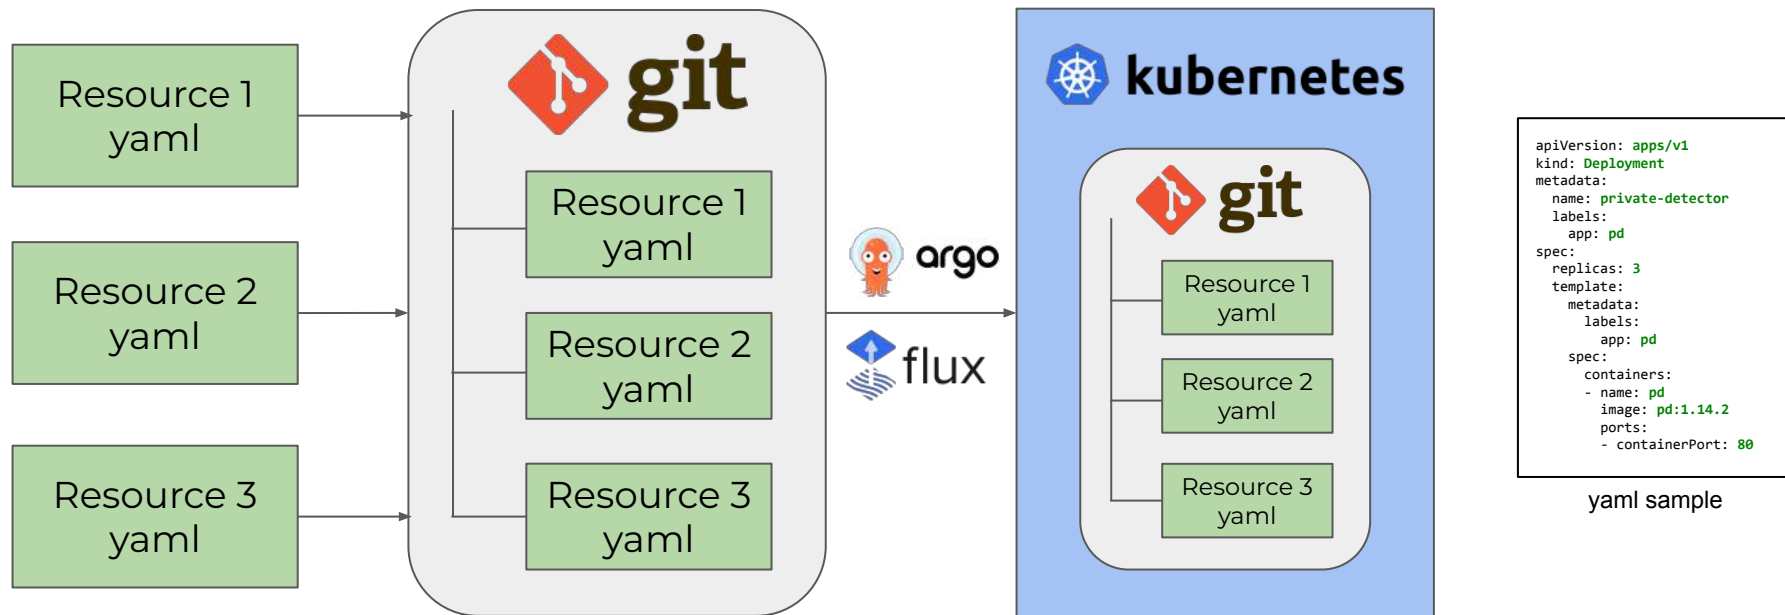 Resource 1
yaml
Resource 2
yaml
Resource 3
yaml
git
Resource 1
yaml
Resource 2
yaml
Resource 3
yaml
argo
flux
kubernetes
git
Resource 1
yaml
Resource 2
yaml
Resource 3
yaml
apiVersion: apps/v1
kind: Deployment
metadata:
  name: private-detector
  labels:
    app: pd
spec:
  replicas: 3
  template:
    metadata:
      labels:
        app: pd
    spec:
      containers:
      - name: pd
        image: pd:1.14.2
        ports:
        - containerPort: 80
yaml sample